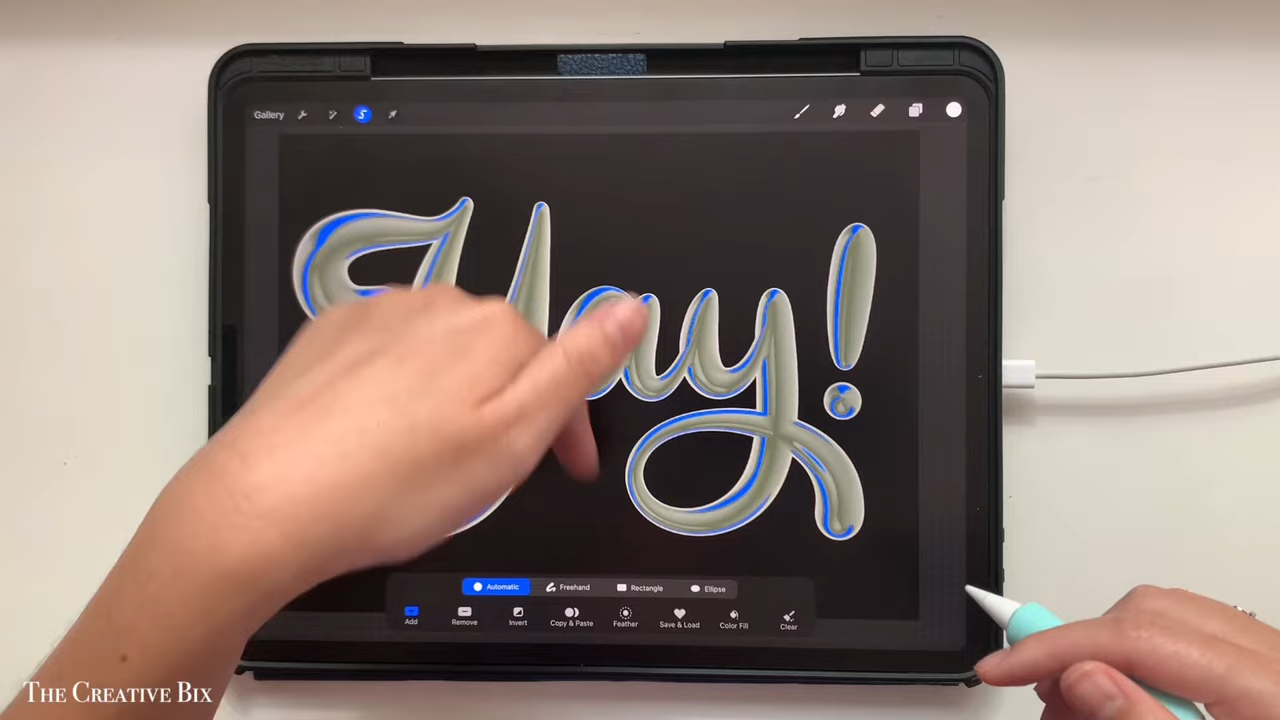 Gallery
Yay!
Automatic Freehand Rectangle Ellipse
Add Remove Invert Copy & Paste Feather Save & Load Color Fill Clear
THE CREATIVE BIX